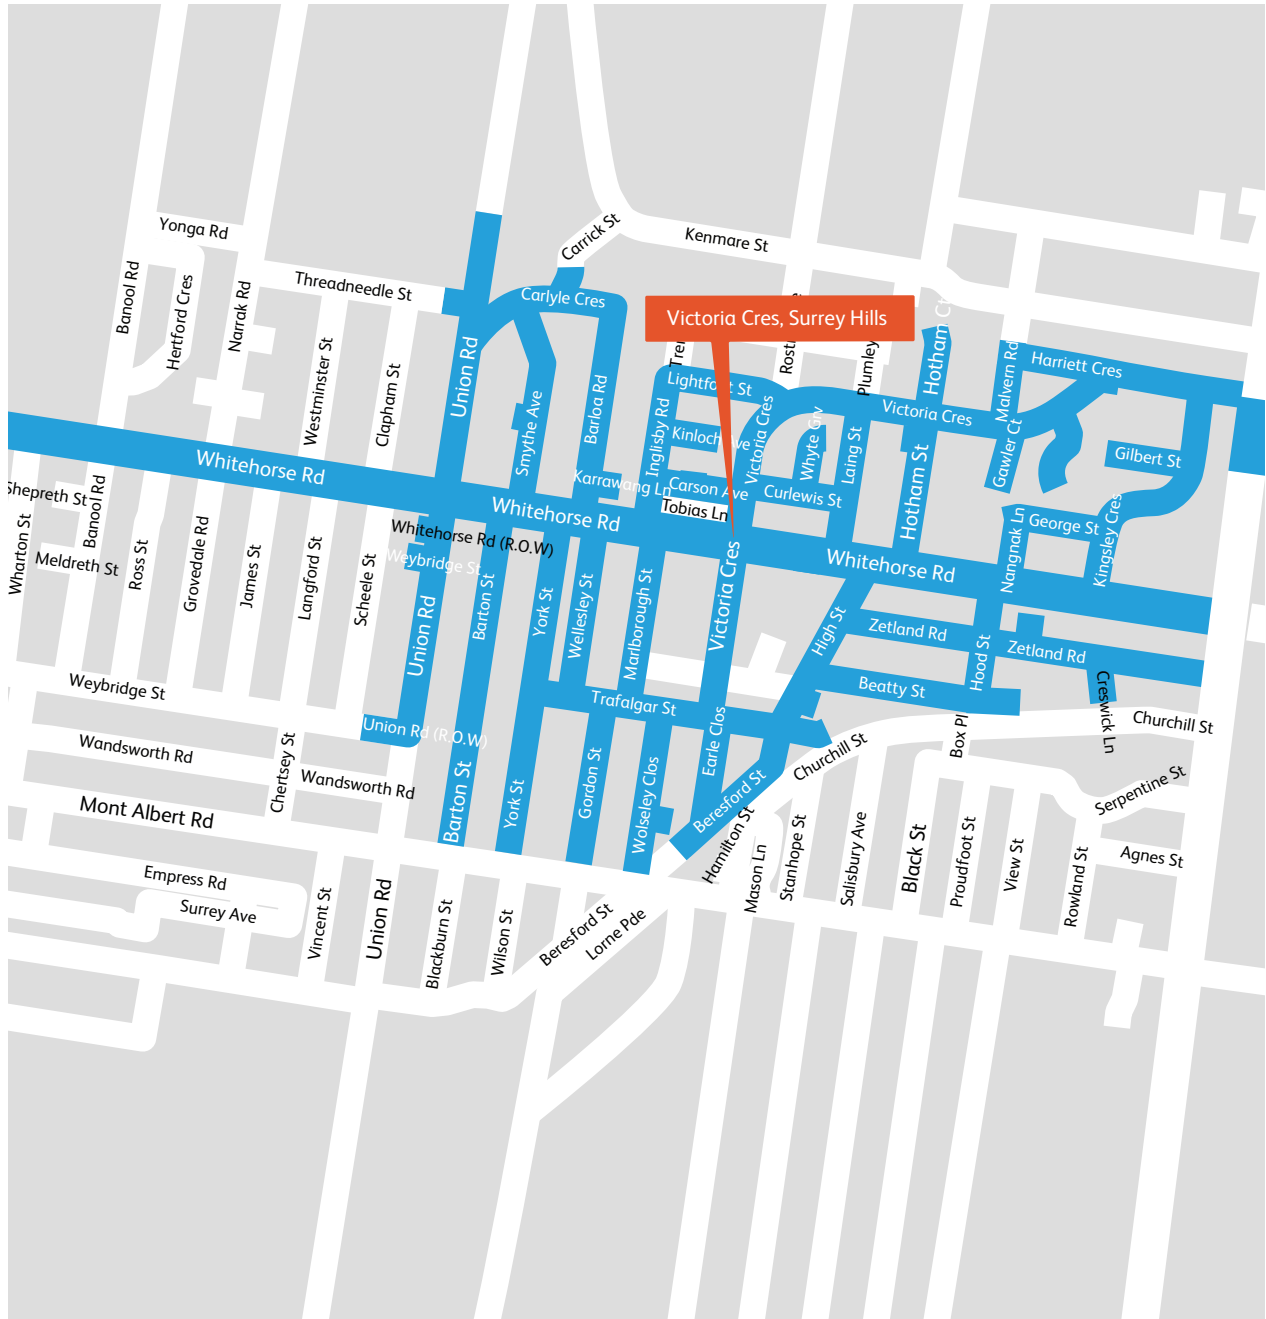 Yonga Rd
Carrick St
Kenmare St
Banool Rd
Hertford Cres
Narrak Rd
Threadneedle St
Carlyle Cres
Victoria Cres, Surrey Hills
Hotham Ct
Westminster St
Clapham St
Union Rd
Smythe Ave
Barloa Rd
Lightfoot St
Plumley
Malvern Rd
Harriett Cres
Inglisby Rd
Kinloch Ave
Victoria Cres
Whyte Grv
Laing St
Victoria Cres
Hotham St
Gawler Ct
Gilbert St
Whitehorse Rd
Karrawang Ln
Carson Ave
Curlewis St
Tobias Ln
Whitehorse Rd
Shepreth St
Wharton St
Meldreth St
Banool Rd
Ross St
Grovedale Rd
James St
Langford St
Scheele St
Whitehorse Rd (R.O.W)
Weybridge St
Union Rd
Barton St
York St
Wellesley St
Marlborough St
Victoria Cres
Whitehorse Rd
Nangnak Ln
George St
Kingsley Cres
High St
Zetland Rd
Hood St
Zetland Rd
Beatty St
Creswick Ln
Churchill St
Box Pl
Weybridge St
Wandsworth Rd
Chertsey St
Wandsworth Rd
Union Rd (R.O.W)
Trafalgar St
Earle Clos
Gordon St
Wolseley Clos
Beresford St
Churchill St
Serpentine St
Mont Albert Rd
Barton St
York St
Hamilton St
Mason Ln
Stanhope St
Salisbury Ave
Black St
Proudfoot St
View St
Rowland St
Agnes St
Empress Rd
Surrey Ave
Vincent St
Union Rd
Blackburn St
Wilson St
Beresford St
Lorne Pde